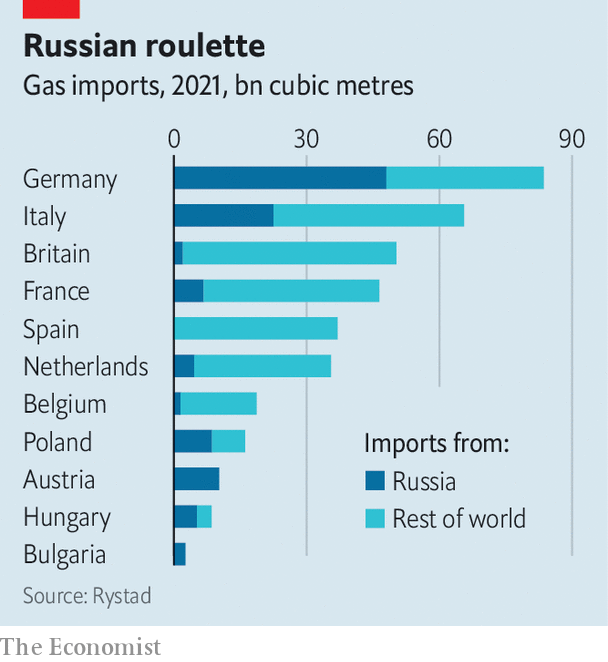 Russian roulette
Gas imports, 2021, bn cubic metres
0 30 60 90
Germany
Italy
Britain
France
Spain
Netherlands
Belgium
Poland
Austria
Hungary
Bulgaria
Imports from:
Russia
Rest of world
Source: Rystad
The Economist